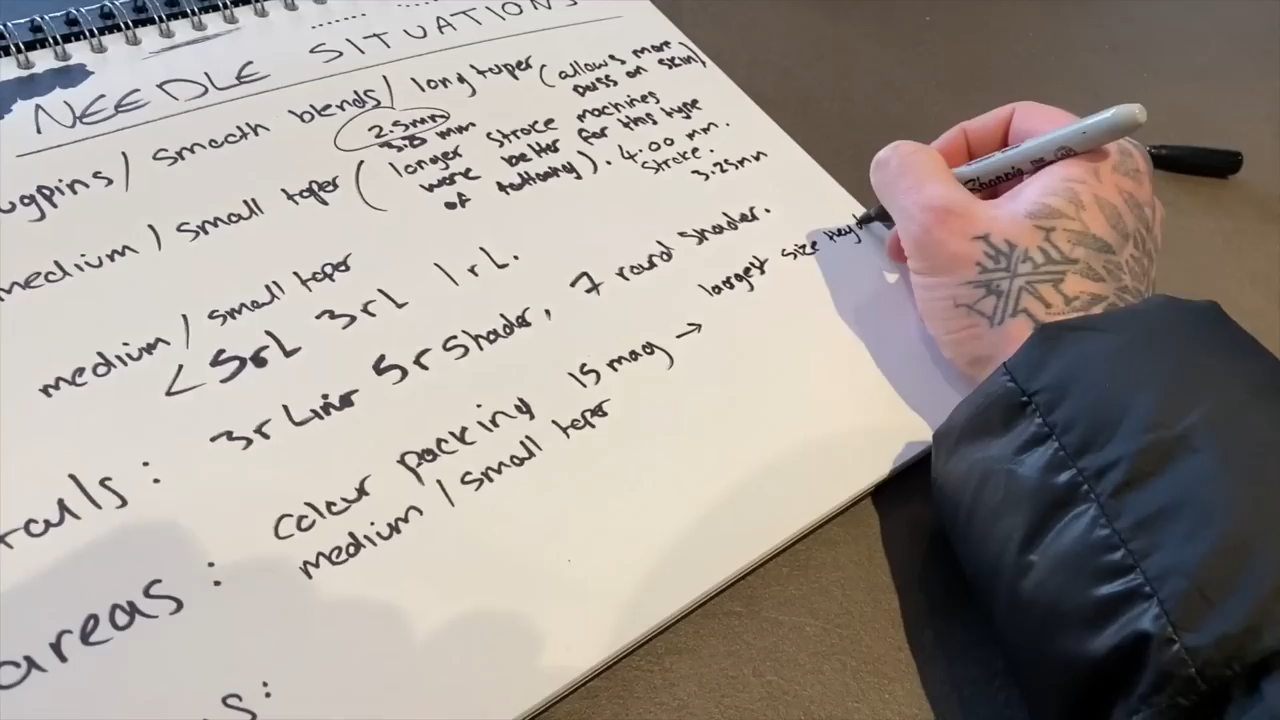 NEEDLE SITUATIONS
ugpins / smooth blends / long taper (allows more
pass on skin)
2.5mm
3.0 mm
medium / small taper (longer stroke machines
work better for this type
of tattooing). 4.00 mm.
stroke.
3.25mm
medium / small taper
< 5rL 3rL 1rL.
3r Liner 5r Shader, 7 round shader.
: colour packing 15 mag → largest size they
medium / small taper
areas:
Sharpie